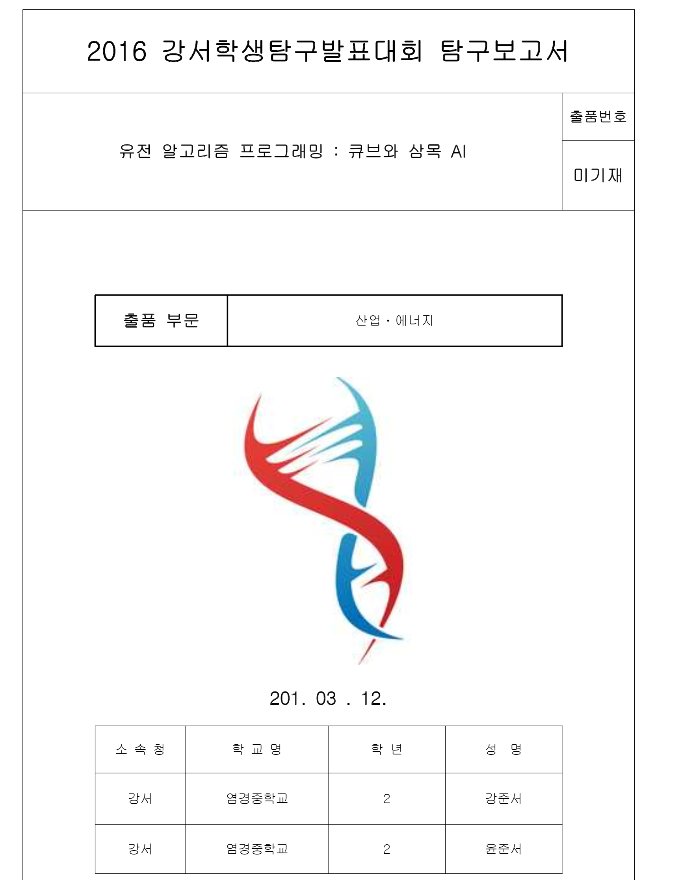 2016 강서학생탐구발표대회 탐구보고서
유전 알고리즘 프로그래밍 : 큐브와 삼목 AI
출품번호
미기재
출품 부문 산업·에너지
201. 03 . 12.
소 속 청 학 교 명 학 년 성 명
강서 염경중학교 2 강준서
강서 염경중학교 2 윤준서